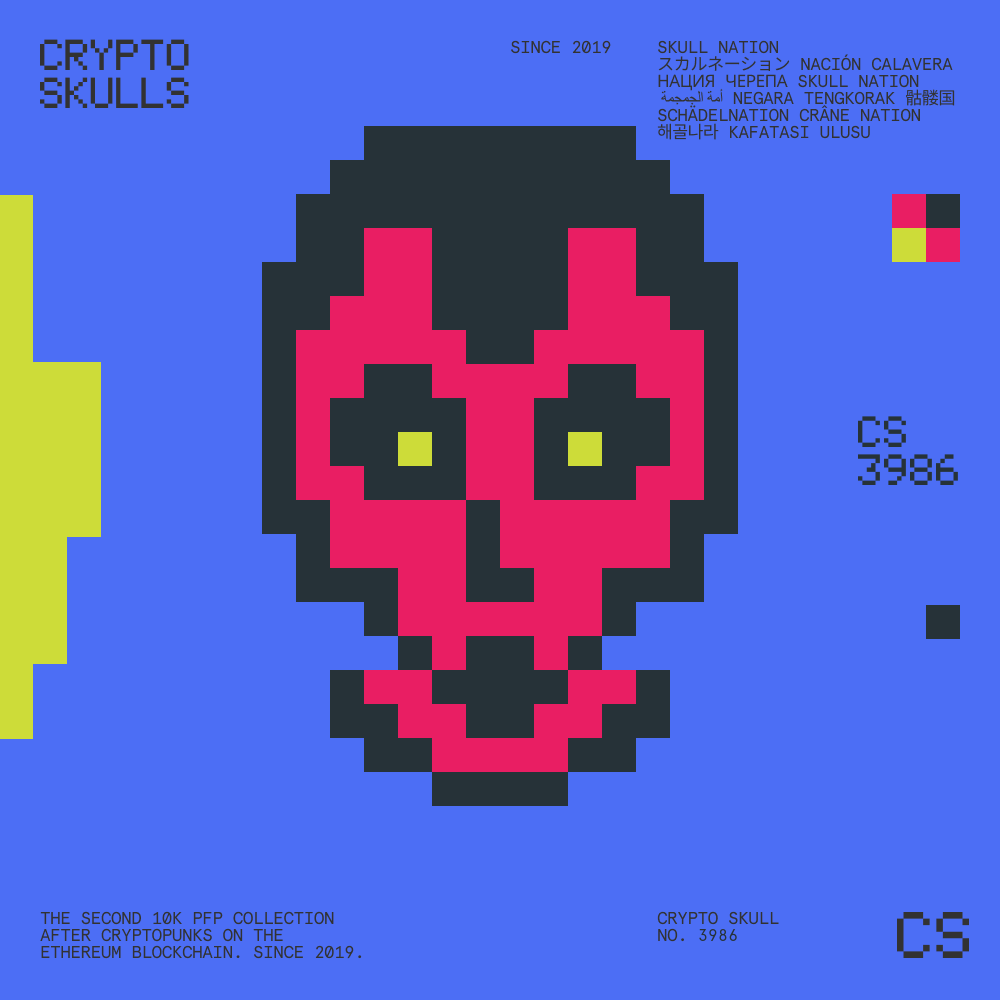 CRYPTO
SKULLS
SINCE 2019
SKULL NATION
スカルネーション NACIÓN CALAVERA
НАЦИЯ ЧЕРЕПА SKULL NATION
أمة الجمجمة NEGARA TENGKORAK 骷髅国
SCHÄDELNATION CRÂNE NATION
해골나라 KAFATASI ULUSU
CS
3986
THE SECOND 10K PFP COLLECTION
AFTER CRYPTOPUNKS ON THE
ETHEREUM BLOCKCHAIN. SINCE 2019.
CRYPTO SKULL
NO. 3986
CS